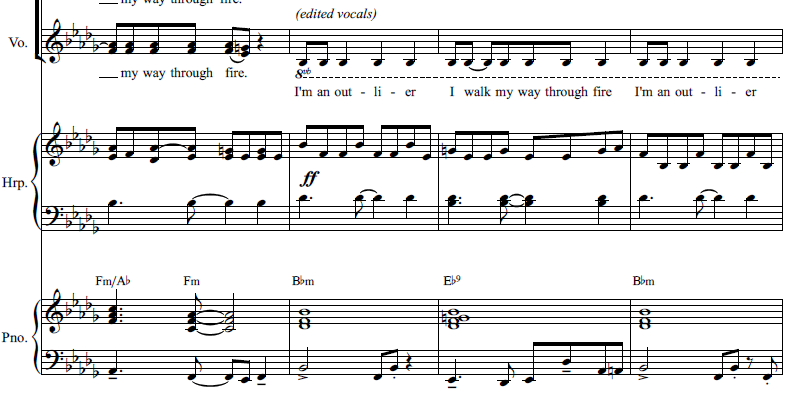 my way through fire.
(edited vocals)
Vo.
my way through fire.
8vb
I'm an out - li - er I walk my way through fire I'm an out - li - er
Hrp.
ff
Fm/A♭ Fm B♭m E♭9 B♭m
Pno.